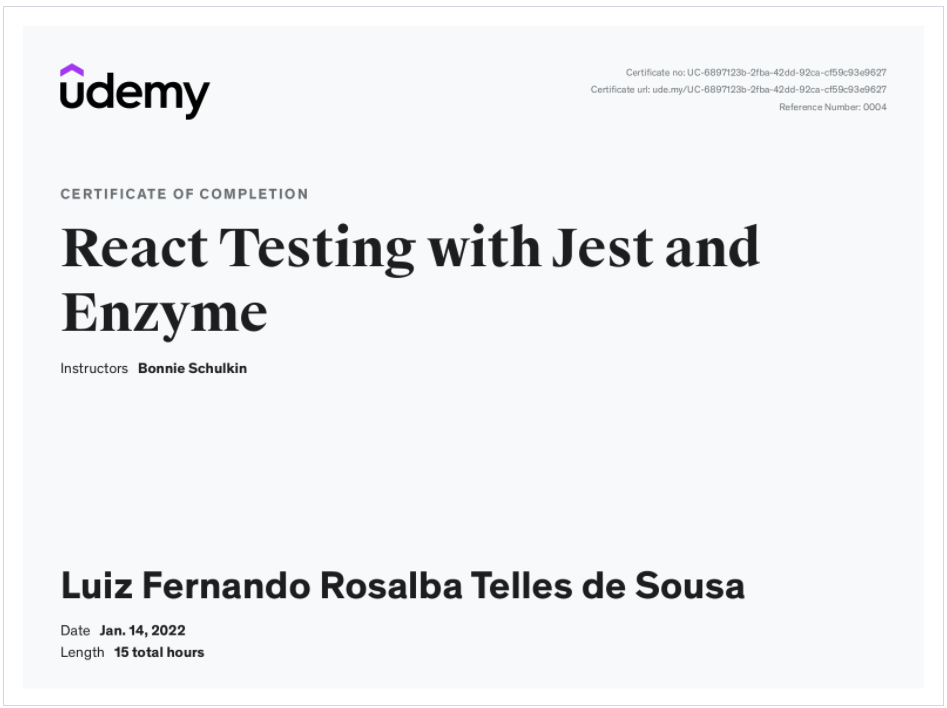 udemy
Certificate no: UC-6897123b-2fba-42dd-92ca-cf59c93e9627
Certificate url: ude.my/UC-6897123b-2fba-42dd-92ca-cf59c93e9627
Reference Number: 0004
CERTIFICATE OF COMPLETION
React Testing with Jest and
Enzyme
Instructors Bonnie Schulkin
Luiz Fernando Rosalba Telles de Sousa
Date Jan. 14, 2022
Length 15 total hours